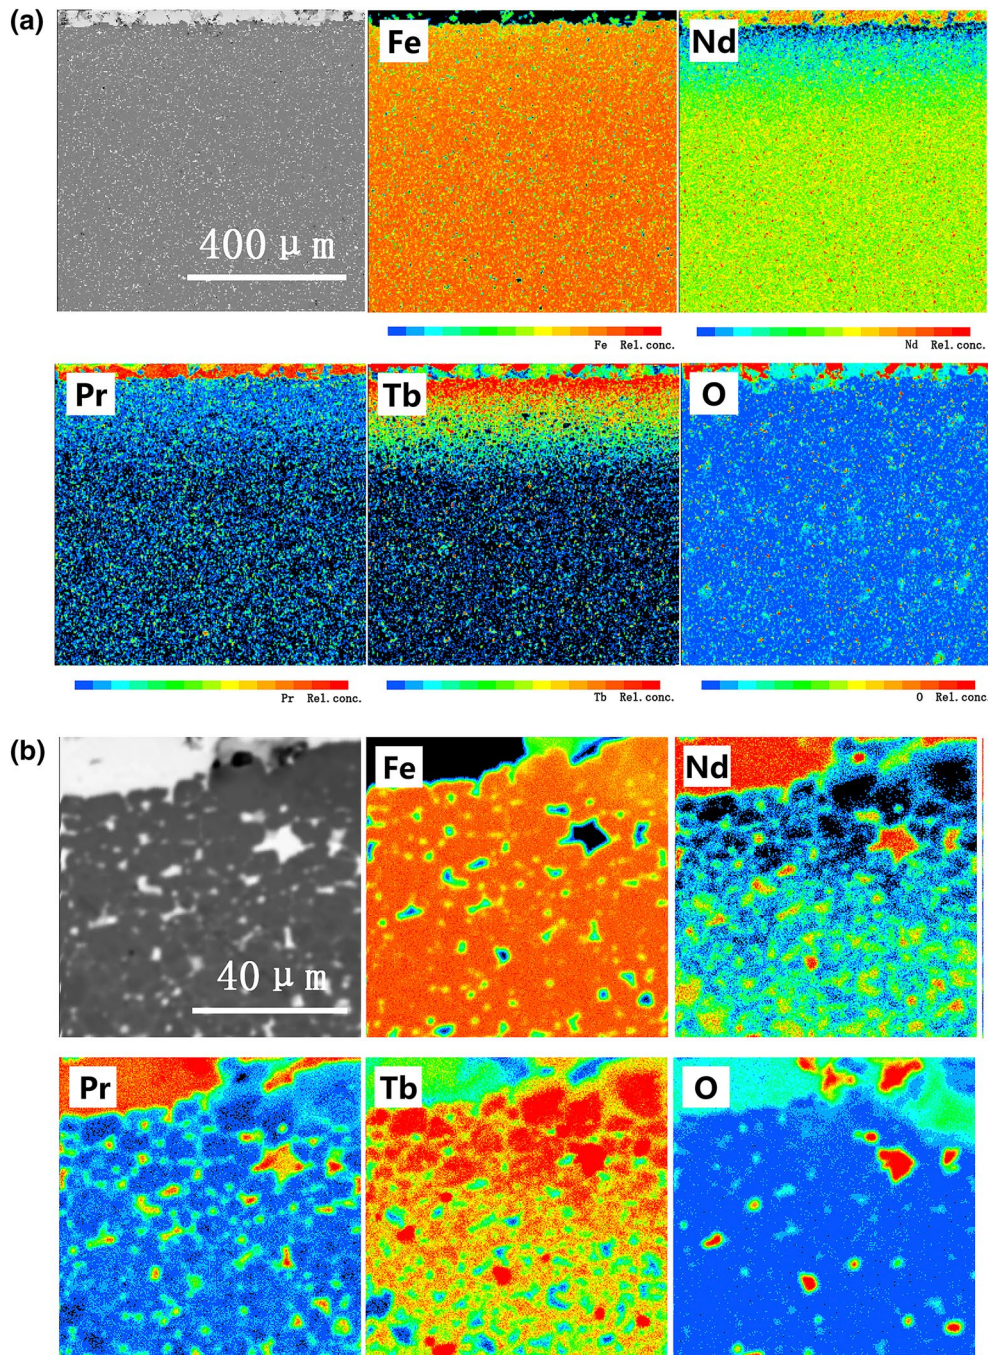 (a)
Fe
Nd
400 μm
Fe Rel.conc.
Nd Rel.conc.
Pr
Tb
O
Pr Rel.conc.
Tb Rel.conc.
O Rel.conc.
(b)
Fe
Nd
40 μm
Pr
Tb
O